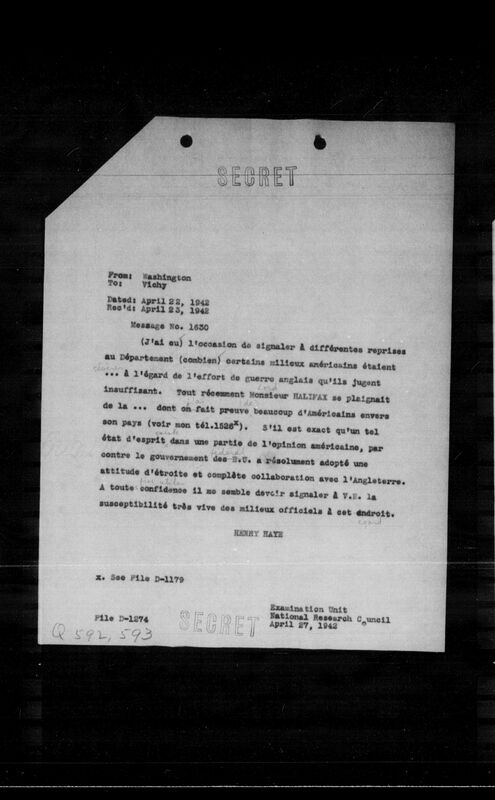 SECRET
From: Washington
To: Vichy
Dated: April 22, 1942
Rec'd: April 23, 1942
Message No. 1630
(J'ai eu) l'occasion de signaler à différentes reprises
au Département (combien) certains milieux américains étaient
... à l'égard de l'effort de guerre anglais qu'ils jugent
Lord
insuffisant. Tout récemment Monsieur HALIFAX se plaignait
de la ... dont on fait preuve beaucoup d'Américains envers
son pays (voir mon tél.1528x). S'il est exact qu'un tel
existe
état d'esprit dans une partie de l'opinion américaine, par
fédéral
contre le gouvernement des E.U. a résolument adopté une
attitude d'étroite et complète collaboration avec l'Angleterre.
A toute confidence il me semble devoir signaler à V.E. la
susceptibilité très vive des milieux officiels à cet endroit.
égard
HENRY HAYE
x. See File D-1179
Examination Unit
File D-1274 SECRET National Research Council
Q 592, 593 April 27, 1942